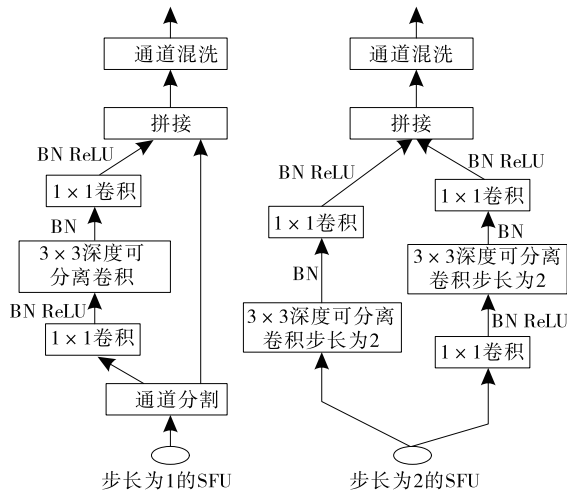 通道混洗
拼接
BN ReLU
1×1卷积
BN
3×3深度可
分离卷积
BN ReLU
1×1卷积
通道分割
步长为1的SFU
通道混洗
拼接
BN ReLU
1×1卷积
BN
3×3深度可分离
卷积步长为2
BN ReLU
1×1卷积
BN
3×3深度可分离
卷积步长为2
BN ReLU
1×1卷积
步长为2的SFU